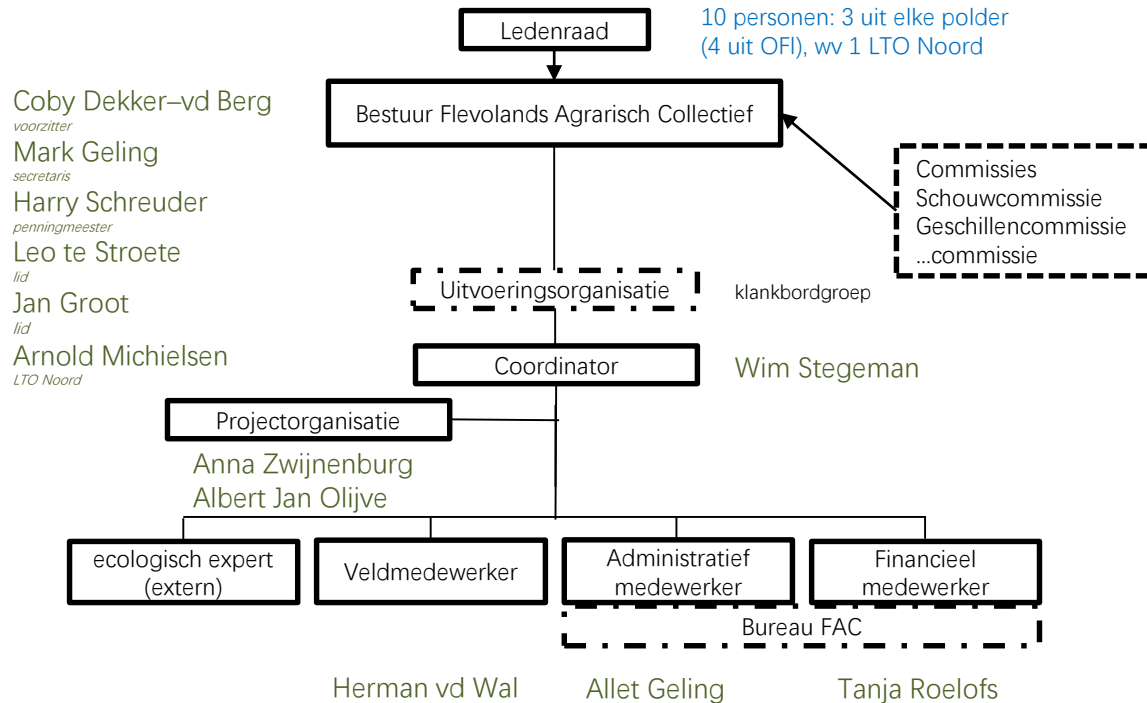 Ledenraad
10 personen: 3 uit elke polder
(4 uit OFl), wv 1 LTO Noord
Bestuur Flevolands Agrarisch Collectief
Coby Dekker–vd Berg
voorzitter
Mark Geling
secretaris
Harry Schreuder
penningmeester
Leo te Stroete
lid
Jan Groot
lid
Arnold Michielsen
LTO Noord
Commissies
Schouwcommissie
Geschillencommissie
...commissie
Uitvoeringsorganisatie
klankbordgroep
Coordinator
Wim Stegeman
Projectorganisatie
Anna Zwijnenburg
Albert Jan Olijve
ecologisch expert
(extern)
Veldmedewerker
Administratief
medewerker
Financieel
medewerker
Bureau FAC
Herman vd Wal
Allet Geling
Tanja Roelofs